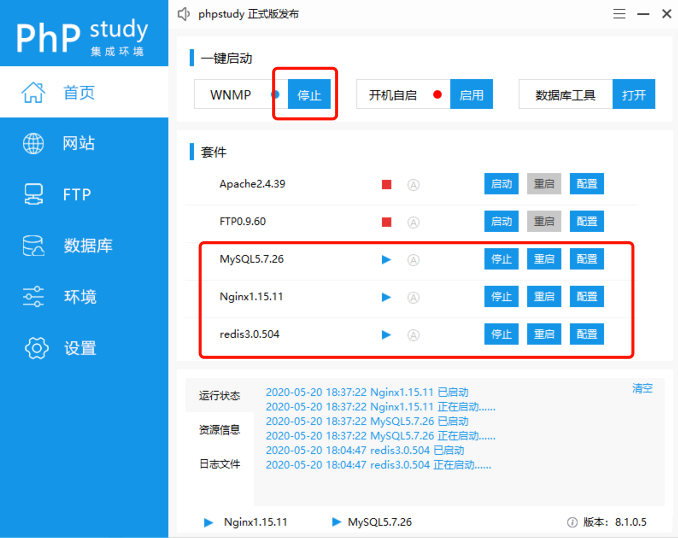 PhP study
集成环境
phpstudy 正式版发布
首页
网站
FTP
数据库
环境
设置
一键启动
WNMP 停止 开机自启 启用 数据库工具 打开
套件
Apache2.4.39 Ⓐ 启动 重启 配置
FTP0.9.60 Ⓐ 启动 重启 配置
MySQL5.7.26 Ⓐ 停止 重启 配置
Nginx1.15.11 Ⓐ 停止 重启 配置
redis3.0.504 Ⓐ 停止 重启 配置
运行状态
资源信息
日志文件
清空
2020-05-20 18:37:22 Nginx1.15.11 已启动
2020-05-20 18:37:22 Nginx1.15.11 正在启动......
2020-05-20 18:37:22 MySQL5.7.26 已启动
2020-05-20 18:37:22 MySQL5.7.26 正在启动......
2020-05-20 18:04:47 redis3.0.504 已启动
2020-05-20 18:04:47 redis3.0.504 正在启动......
Nginx1.15.11 MySQL5.7.26 版本：8.1.0.5